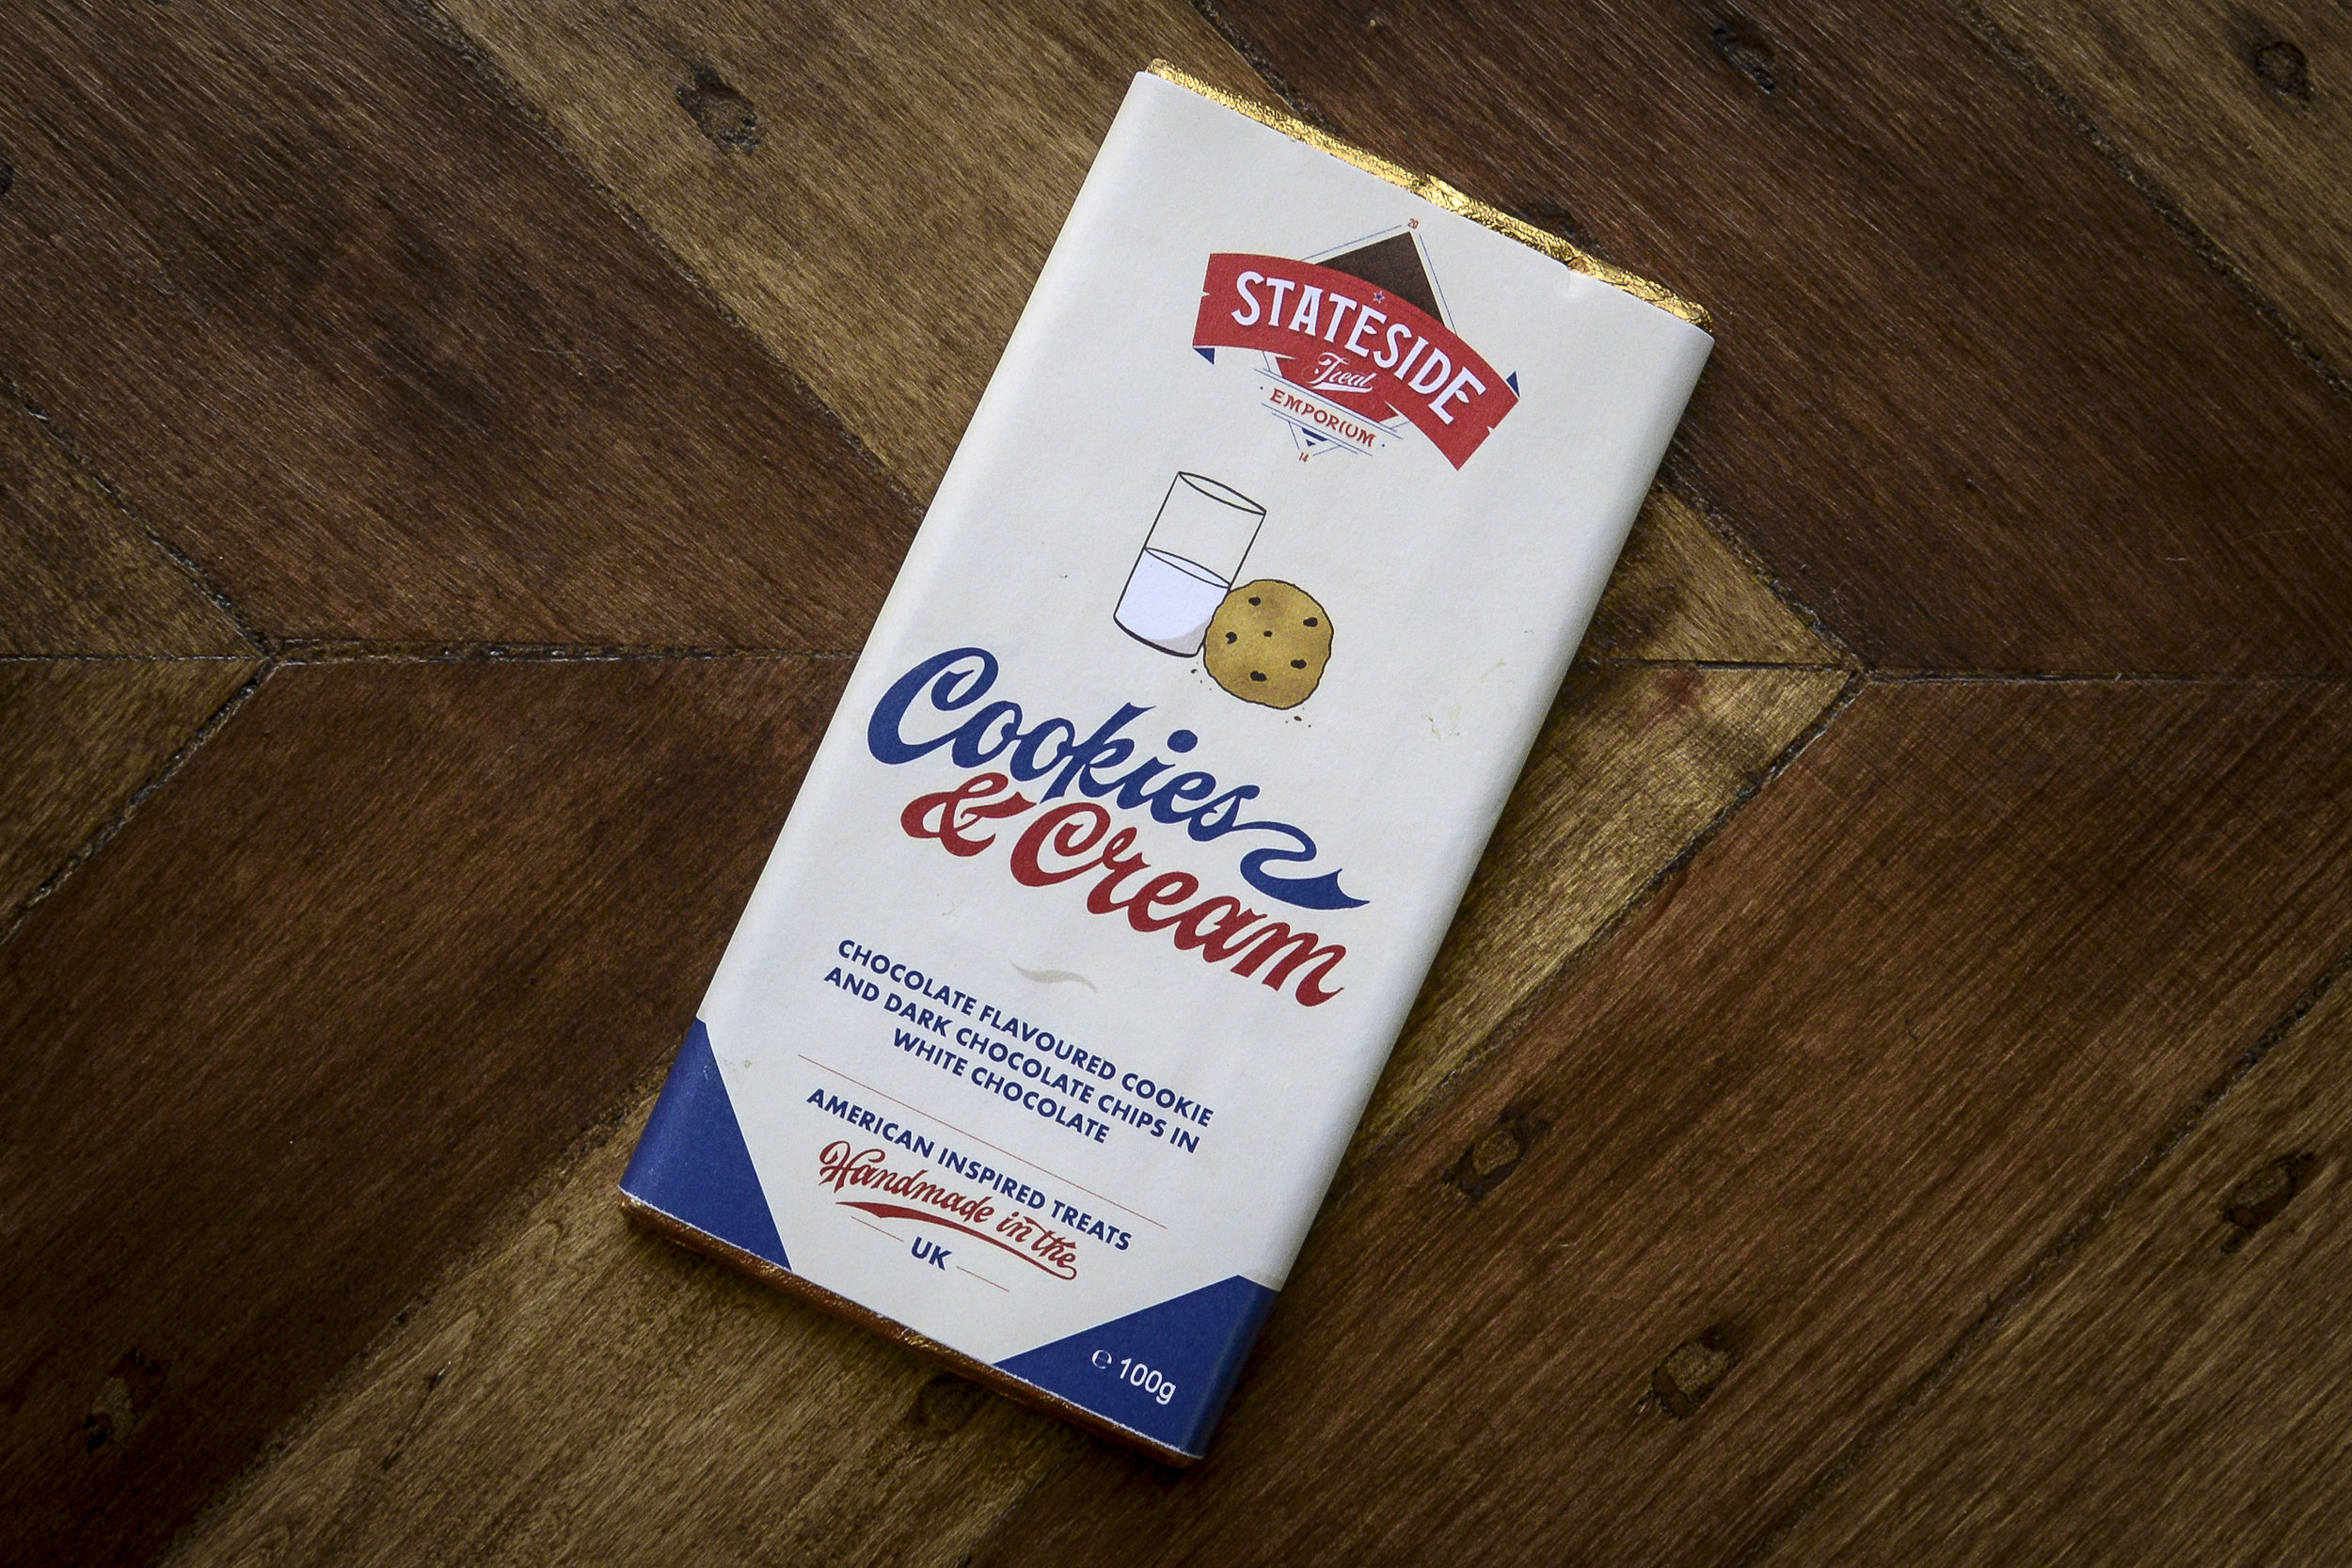 20
STATESIDE
Treat
EMPORIUM
14
Cookies
& Cream
CHOCOLATE FLAVOURED COOKIE
AND DARK CHOCOLATE CHIPS IN
WHITE CHOCOLATE
AMERICAN INSPIRED TREATS
Handmade in the
UK
℮ 100g